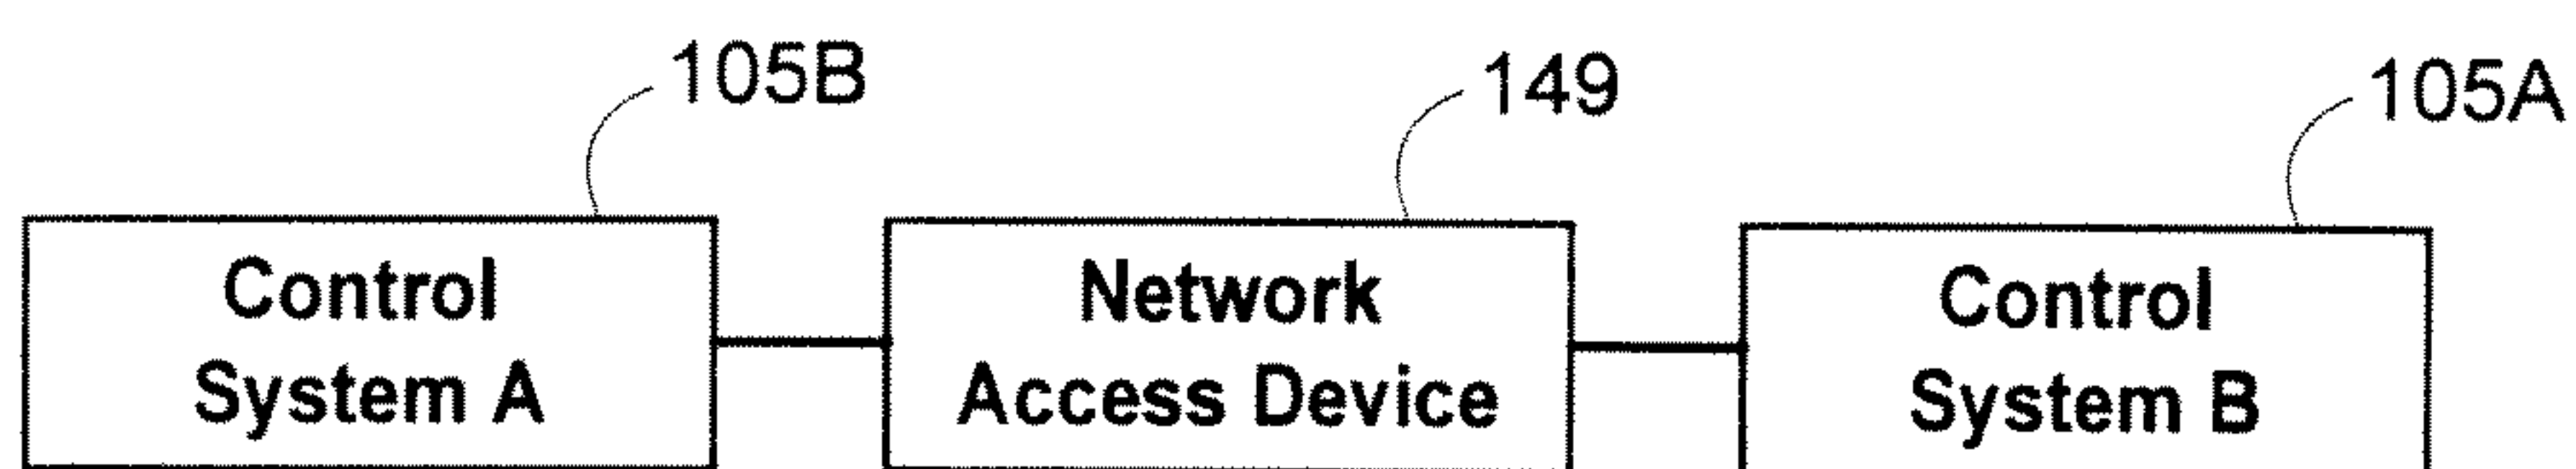 105B
149
105A
Control
System A
Network
Access Device
Control
System B